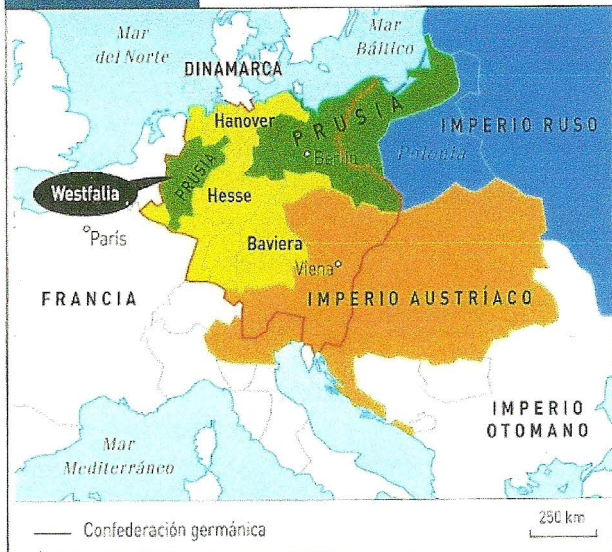 Mar
del Norte
Mar
Báltico
DINAMARCA
Hanover
PRUSIA
IMPERIO RUSO
Berlín
Polonia
PRUSIA
Westfalia
Hesse
París
Baviera
Viena
FRANCIA
IMPERIO AUSTRÍACO
IMPERIO
OTOMANO
Mar
Mediterráneo
Confederación germánica
250 km